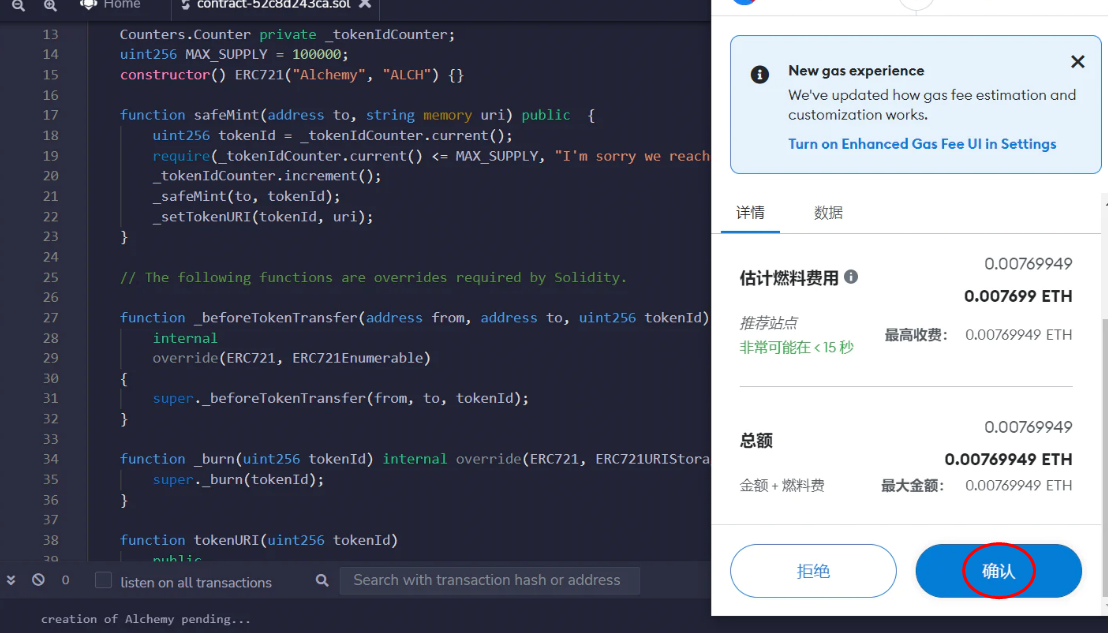 Home
contract-52c8d243ca.sol
13 Counters.Counter private _tokenIdCounter;
14 uint256 MAX_SUPPLY = 100000;
15 constructor() ERC721("Alchemy", "ALCH") {}
16
17 function safeMint(address to, string memory uri) public {
18 uint256 tokenId = _tokenIdCounter.current();
19 require(_tokenIdCounter.current() <= MAX_SUPPLY, "I'm sorry we reach
20 _tokenIdCounter.increment();
21 _safeMint(to, tokenId);
22 _setTokenURI(tokenId, uri);
23 }
24
25 // The following functions are overrides required by Solidity.
26
27 function _beforeTokenTransfer(address from, address to, uint256 tokenId)
28 internal
29 override(ERC721, ERC721Enumerable)
30 {
31 super._beforeTokenTransfer(from, to, tokenId);
32 }
33
34 function _burn(uint256 tokenId) internal override(ERC721, ERC721URIStora
35 super._burn(tokenId);
36 }
37
38 function tokenURI(uint256 tokenId)
39 public
0
listen on all transactions
Search with transaction hash or address
creation of Alchemy pending...
New gas experience
We've updated how gas fee estimation and
customization works.
Turn on Enhanced Gas Fee UI in Settings
详情
数据
0.00769949
估计燃料费用
0.007699 ETH
推荐站点
非常可能在 < 15 秒
最高收费： 0.00769949 ETH
0.00769949
总额
0.00769949 ETH
金额 + 燃料费
最大金额： 0.00769949 ETH
拒绝
确认